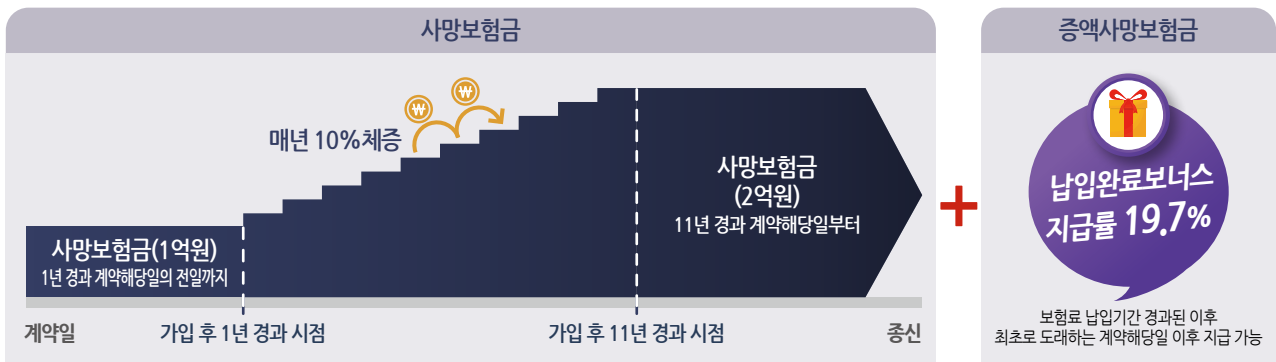 사망보험금
매년 10%체증
사망보험금(1억원)
1년 경과 계약해당일의 전일까지
사망보험금
(2억원)
11년 경과 계약해당일부터
계약일
가입 후 1년 경과 시점
가입 후 11년 경과 시점
종신
+
증액사망보험금
납입완료보너스
지급률 19.7%
보험료 납입기간 경과된 이후
최초로 도래하는 계약해당일 이후 지급 가능